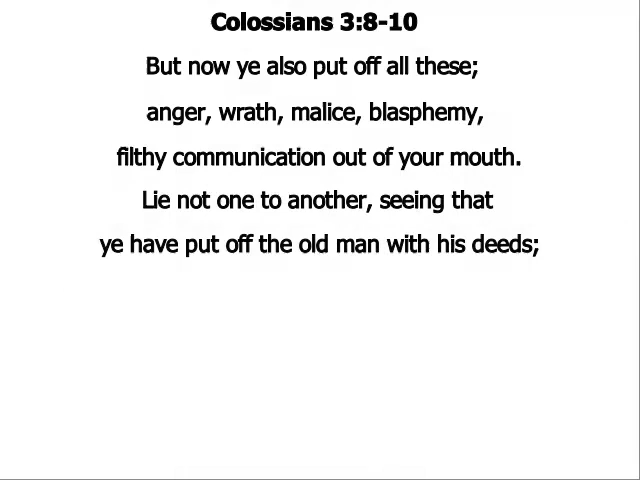 Colossians 3:8-10
But now ye also put off all these;
anger, wrath, malice, blasphemy,
filthy communication out of your mouth.
Lie not one to another, seeing that
ye have put off the old man with his deeds;